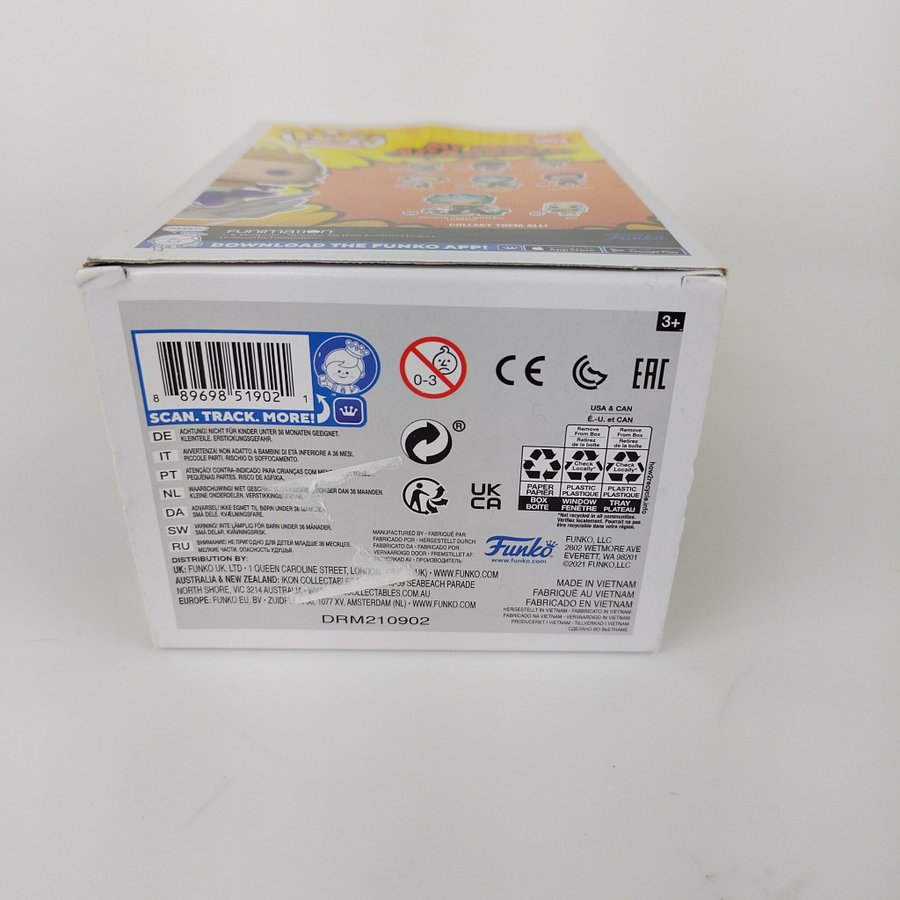 funimation
COLLECT THEM ALL!
Funko
DOWNLOAD THE FUNKO APP!
3+
8 89698 51902 1
SCAN. TRACK. MORE!
0-3
CE
EAC
USA & CAN
É.-U. et CAN
Remove From Box
Retirez de la boîte
Remove From Box
Retirez de la boîte
Check Locally*
Check Locally*
PAPER
PAPIER
BOX
BOÎTE
PLASTIC
PLASTIQUE
WINDOW
FENÊTRE
PLASTIC
PLASTIQUE
TRAY
PLATEAU
*Not recycled in all communities.
Vérifiez localement. Pourrait ne pas
être recyclable dans votre région.
how2recycle.info
®
UK
CA
DE ACHTUNG! NICHT FÜR KINDER UNTER 36 MONATEN GEEIGNET.
KLEINTEILE. ERSTICKUNGSGEFAHR.
IT AVVERTENZA! NON ADATTO A BAMBINI DI ETÀ INFERIORE A 36 MESI.
PICCOLE PARTI. RISCHIO DI SOFFOCAMENTO.
PT ATENÇÃO! CONTRA-INDICADO PARA CRIANÇAS COM
PEQUENAS PARTES. RISCO DE ASFIXIA.
NL WAARSCHUWING! NIET DAN 36 MAANDEN.
KLEINE ONDERDELEN.
DA ADVARSEL! IKKE EGNET TIL BØRN UNDER 36
SMÅ DELE. KVÆLNINGSFARE.
SW VARNING! INTE LÄMPLIG FÖR BARN UNDER 36 MÅNADER.
SMÅ DELAR. KVÄVNINGSRISK.
RU ВНИМАНИЕ! НЕ ПРИГОДНО ДЛЯ ДЕТЕЙ МЛАДШЕ 36 МЕСЯЦЕВ.
МЕЛКИЕ ЧАСТИ. ОПАСНОСТЬ УДУШЬЯ.
DISTRIBUTION BY:
UK: FUNKO UK, LTD • 1 QUEEN CAROLINE STREET, LONDON, (UK) • WWW.FUNKO.COM
AUSTRALIA & NEW ZEALAND: IKON COLLECTABLES SEABEACH PARADE
NORTH SHORE, VIC 3214 AUSTRALIA • COLLECTABLES.COM.AU
EUROPE: FUNKO EU, BV • 1077 XV, AMSTERDAM (NL) • WWW.FUNKO.COM
DRM210902
MANUFACTURED BY • FABRIQUÉ PAR:
FABRICADO POR • HERGESTELLT DURCH
FABBRICATO DA • FABRICADO POR:
VERVAARDIGD DOOR • FREMSTILLET AF:
TILLVERKAD AV • ПРОИЗВОДИТЕЛЬ:
Funko
www.funko.com
FUNKO, LLC
2802 WETMORE AVE
EVERETT, WA 98201
©2021 FUNKO, LLC.
MADE IN VIETNAM
FABRIQUÉ AU VIETNAM
FABRICADO EN VIETNAM
HERGESTELLT IN VIETNAM • FABBRICATO IN VIETNAM
FABRICADO NA VIETNAM • VERVAARDIGD IN VIETNAM
PRODUCERET I VIETNAM • TILLVERKAD I VIETNAM
СДЕЛАНО ВО ВЬЕТНАМЕ